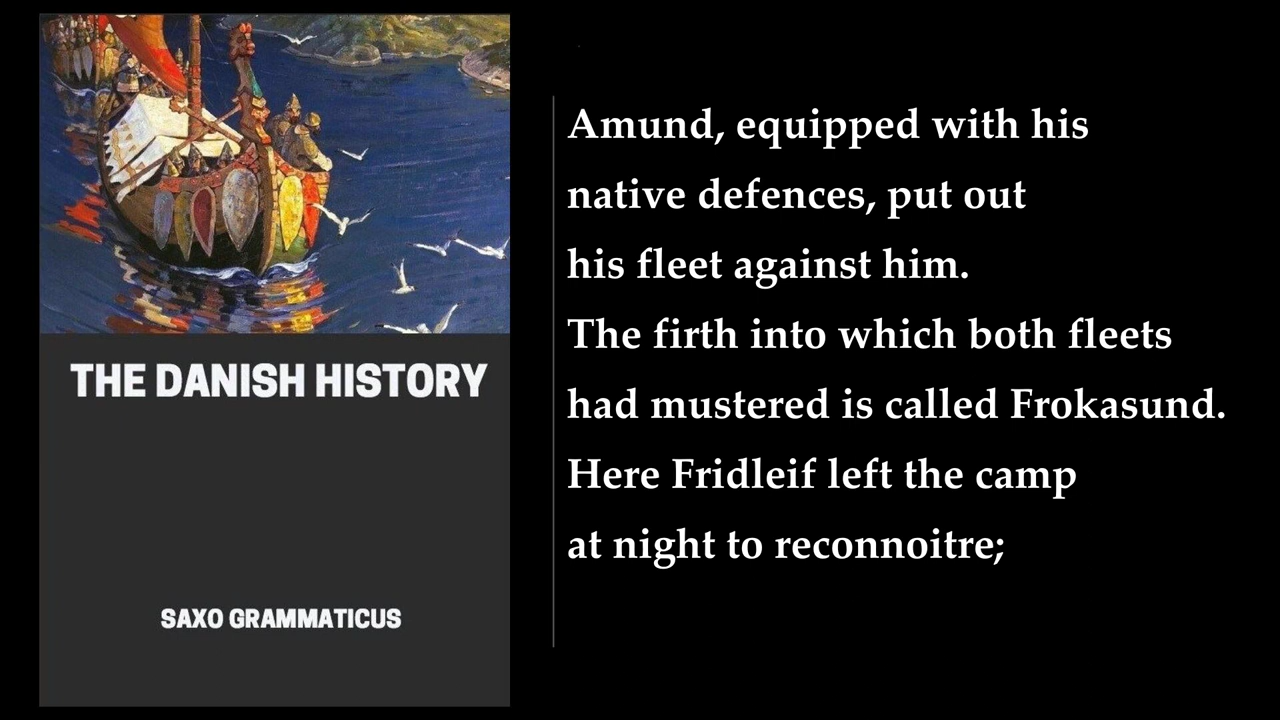 THE DANISH HISTORY
SAXO GRAMMATICUS
Amund, equipped with his
native defences, put out
his fleet against him.
The firth into which both fleets
had mustered is called Frokasund.
Here Fridleif left the camp
at night to reconnoitre;